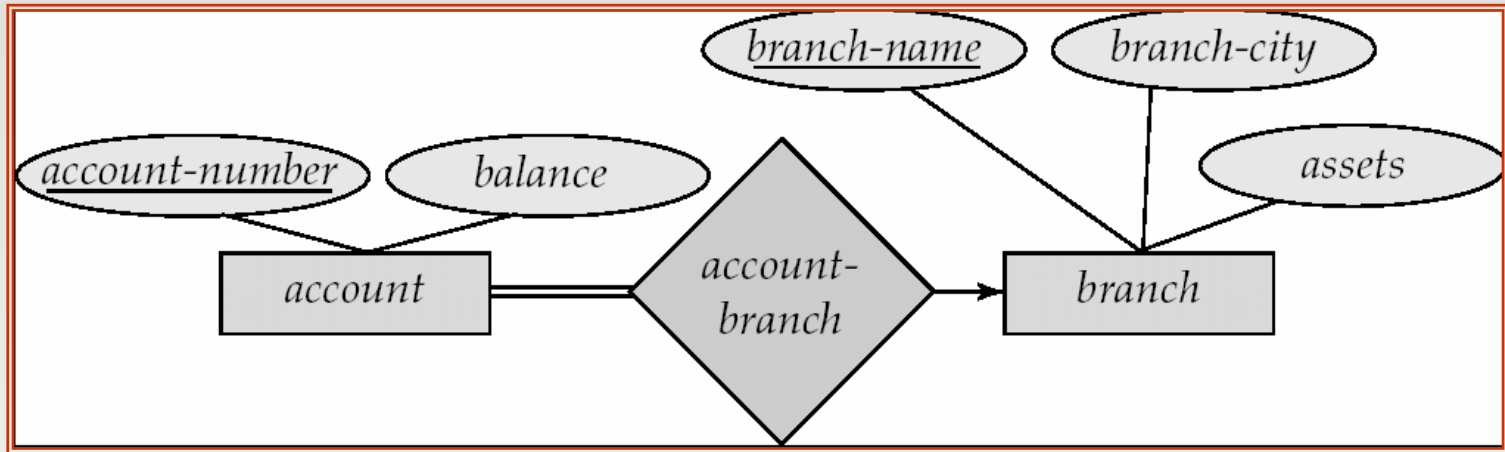 branch-name
branch-city
account-number
balance
assets
account
account-
branch
branch